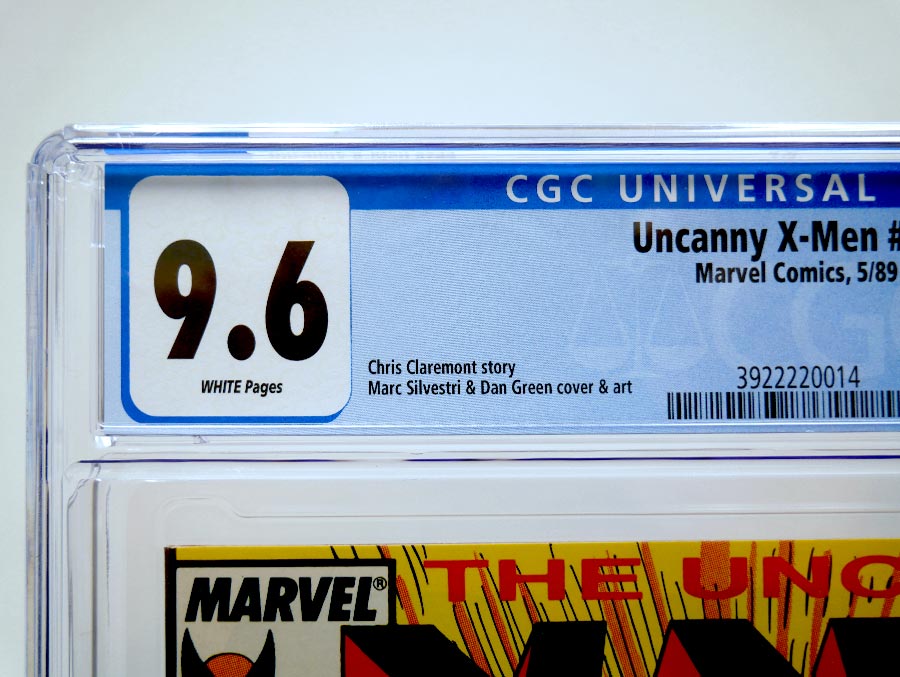 CGC UNIVERSAL
9.6
WHITE Pages
Uncanny X-Men #
Marvel Comics, 5/89
Chris Claremont story
Marc Silvestri & Dan Green cover & art
3922220014
CGC
MARVEL®
THE UNC